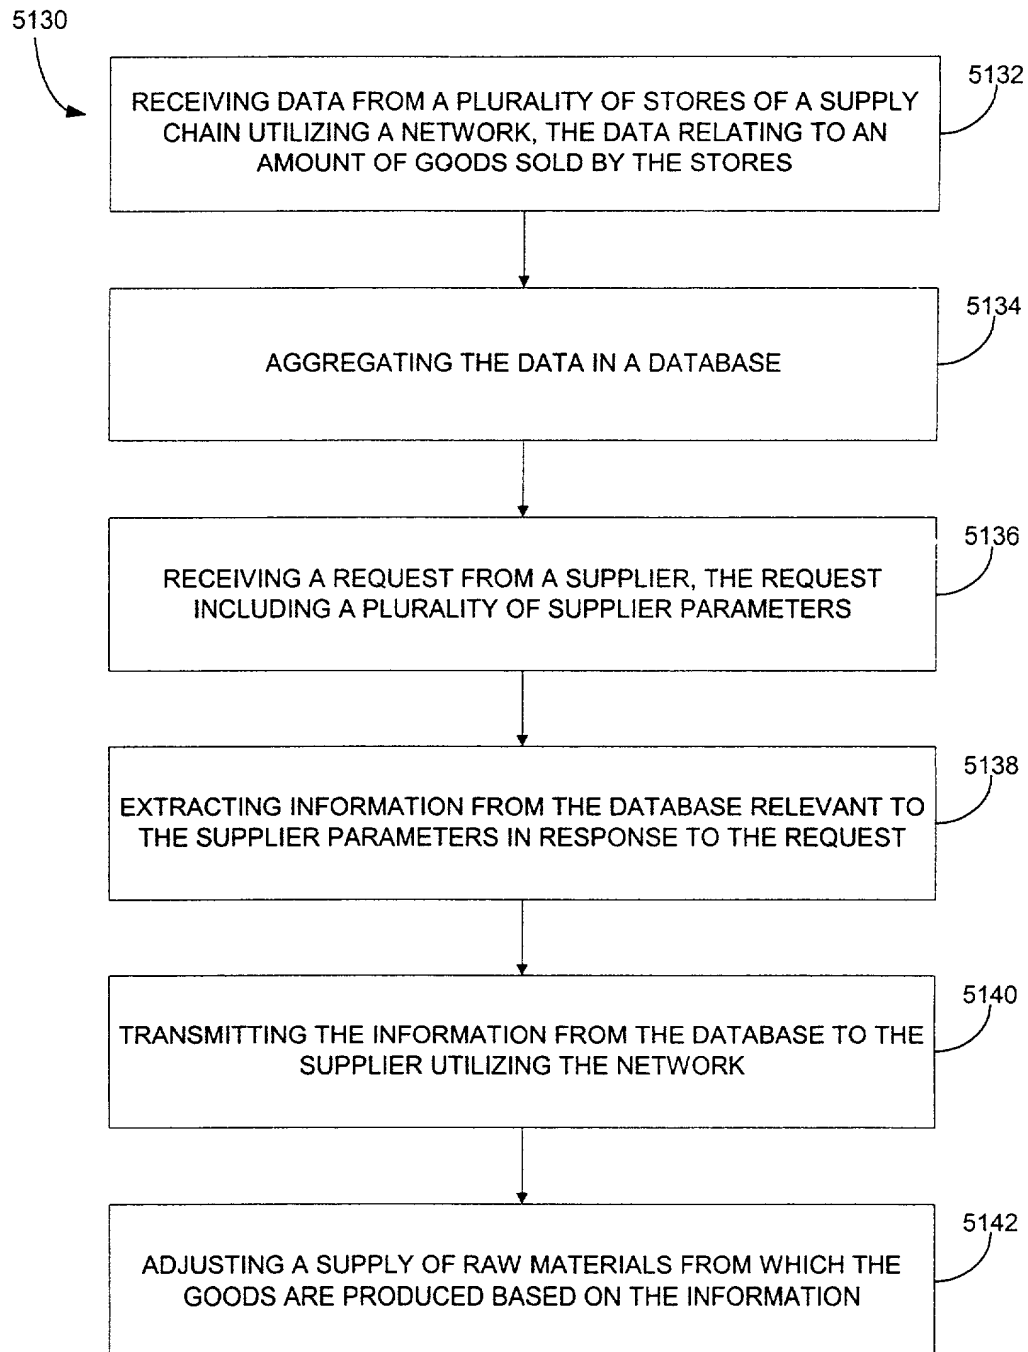 5130
5132
RECEIVING DATA FROM A PLURALITY OF STORES OF A SUPPLY
CHAIN UTILIZING A NETWORK, THE DATA RELATING TO AN
AMOUNT OF GOODS SOLD BY THE STORES
5134
AGGREGATING THE DATA IN A DATABASE
5136
RECEIVING A REQUEST FROM A SUPPLIER, THE REQUEST
INCLUDING A PLURALITY OF SUPPLIER PARAMETERS
5138
EXTRACTING INFORMATION FROM THE DATABASE RELEVANT TO
THE SUPPLIER PARAMETERS IN RESPONSE TO THE REQUEST
5140
TRANSMITTING THE INFORMATION FROM THE DATABASE TO THE
SUPPLIER UTILIZING THE NETWORK
5142
ADJUSTING A SUPPLY OF RAW MATERIALS FROM WHICH THE
GOODS ARE PRODUCED BASED ON THE INFORMATION